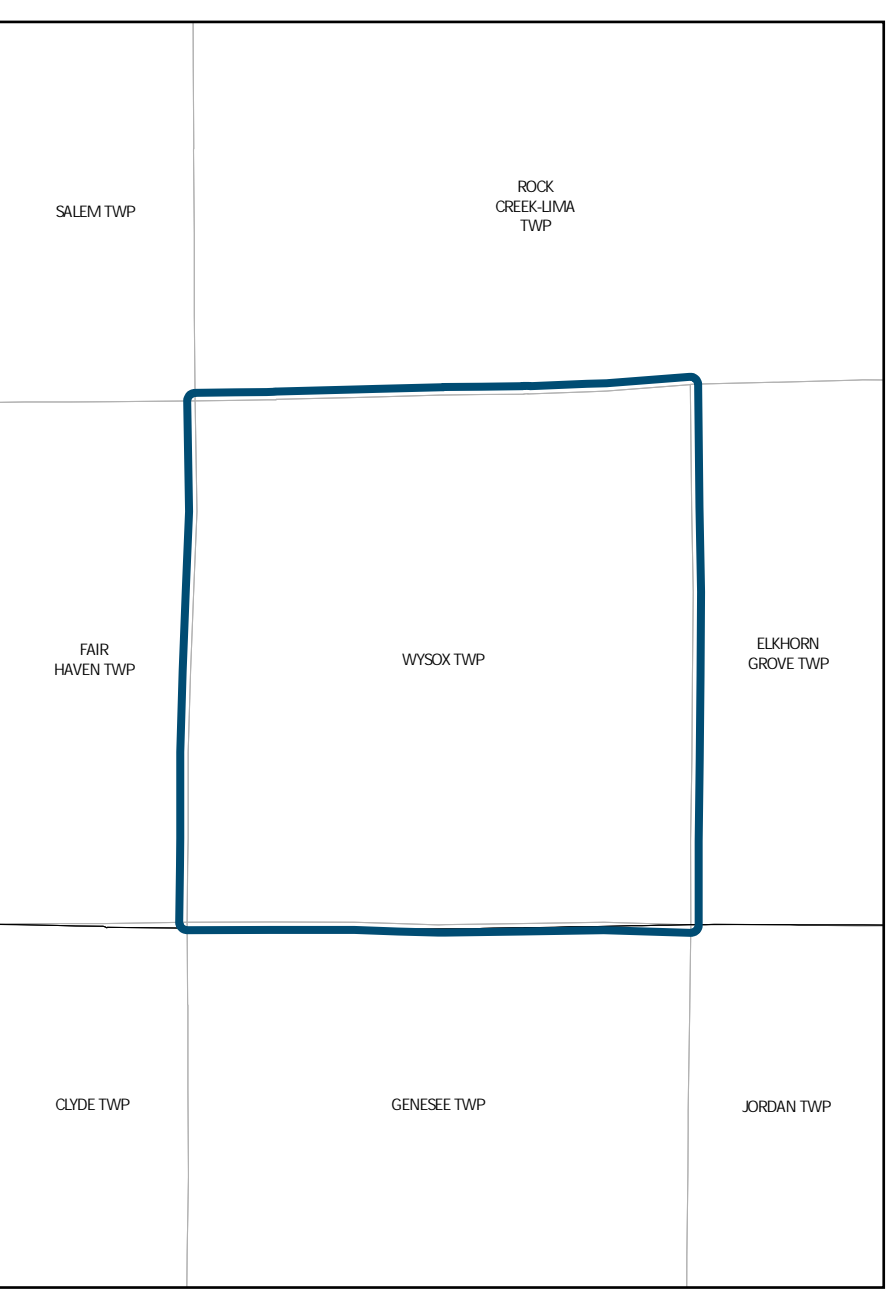 SALEM TWP
ROCK
CREEK-LIMA
TWP
FAIR
HAVEN TWP
WYSOX TWP
ELKHORN
GROVE TWP
CLYDE TWP
GENESEE TWP
JORDAN TWP